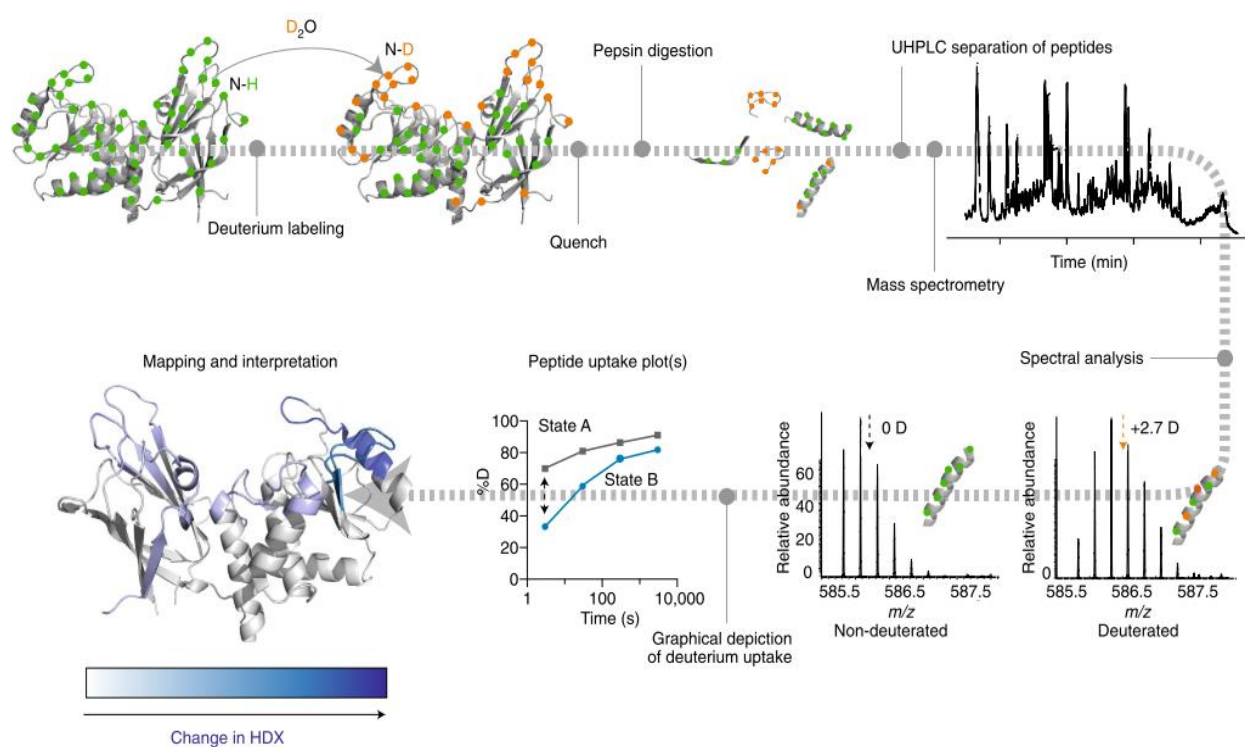 D₂O
N-H
N-D
Deuterium labeling
Quench
Pepsin digestion
UHPLC separation of peptides
Mass spectrometry
Time (min)
Spectral analysis
Mapping and interpretation
Change in HDX
Peptide uptake plot(s)
100
80
60
40
20
0
%D
State A
State B
1
100
10,000
Time (s)
Graphical depiction
of deuterium uptake
Relative abundance
60
40
20
0
0 D
585.5
586.5
587.5
m/z
Non-deuterated
Relative abundance
0
+2.7 D
585.5
586.5
587.5
m/z
Deuterated